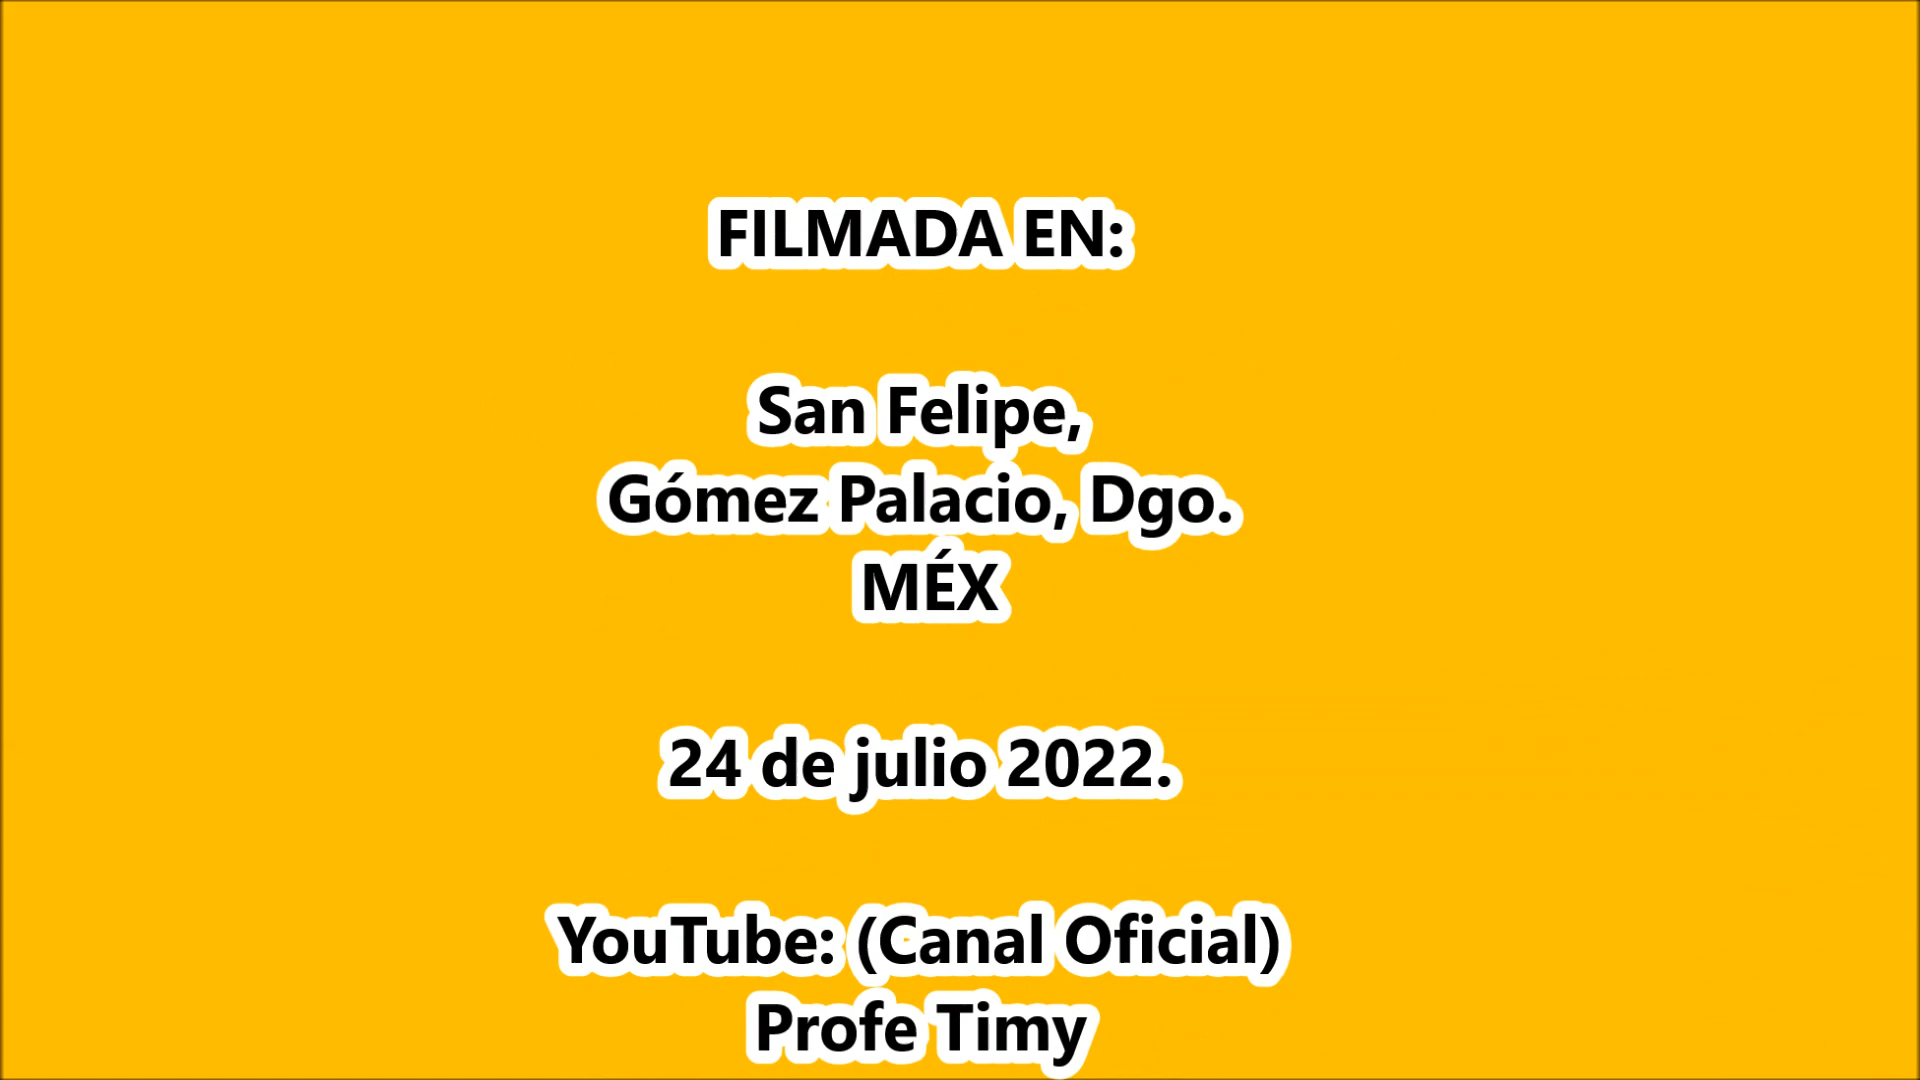 FILMADA EN:
San Felipe,
Gómez Palacio, Dgo.
MÉX
24 de julio 2022.
YouTube: (Canal Oficial)
Profe Timy